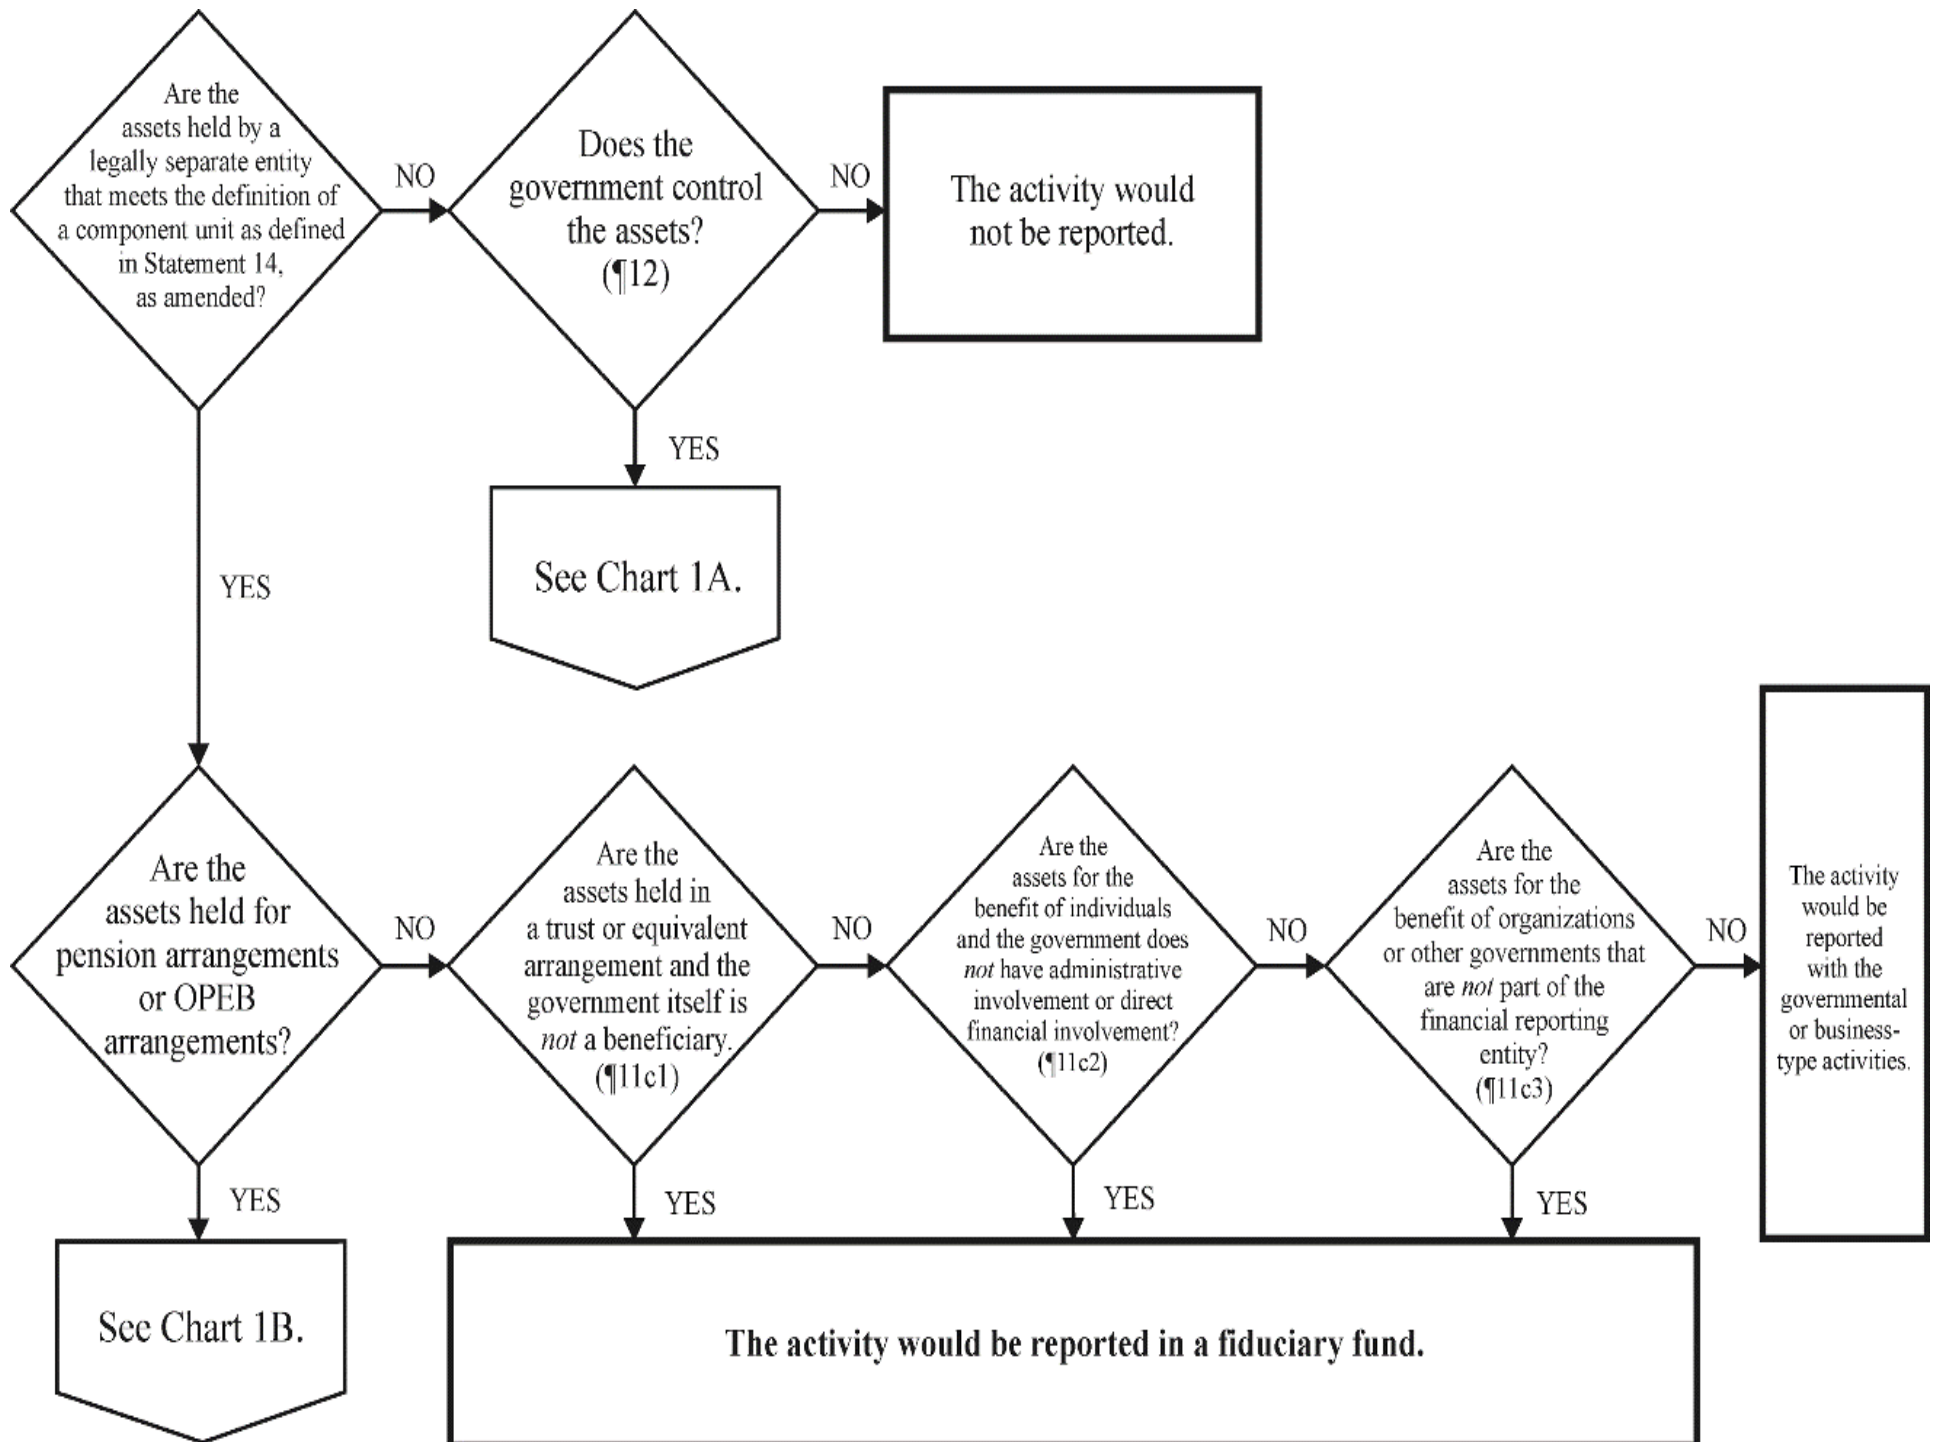 Are the
assets held by a
legally separate entity
that meets the definition of
a component unit as defined
in Statement 14,
as amended?
NO
Does the
government control
the assets?
(¶12)
NO
The activity would
not be reported.
YES
See Chart 1A.
YES
Are the
assets held for
pension arrangements
or OPEB
arrangements?
NO
Are the
assets held in
a trust or equivalent
arrangement and the
government itself is
not a beneficiary.
(¶11c1)
NO
Are the
assets for the
benefit of individuals
and the government does
not have administrative
involvement or direct
financial involvement?
(¶11c2)
NO
Are the
assets for the
benefit of organizations
or other governments that
are not part of the
financial reporting
entity?
(¶11c3)
NO
The activity
would be
reported
with the
governmental
or business-
type activities.
YES
YES
YES
YES
See Chart 1B.
The activity would be reported in a fiduciary fund.